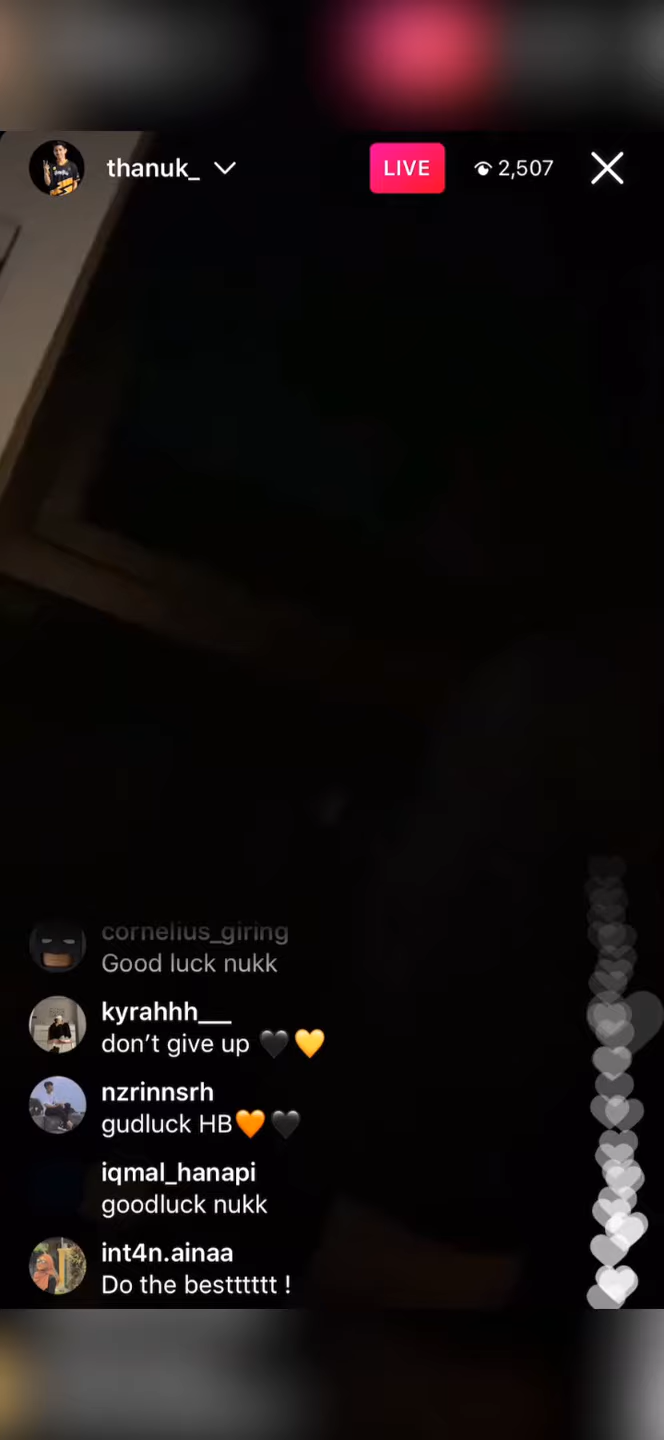 thanuk_
LIVE
2,507
cornelius_giring
Good luck nukk
kyrahhh___
don’t give up 🖤💛
nzrinnsrh
gudluck HB🧡🖤
iqmal_hanapi
goodluck nukk
int4n.ainaa
Do the bestttttt !